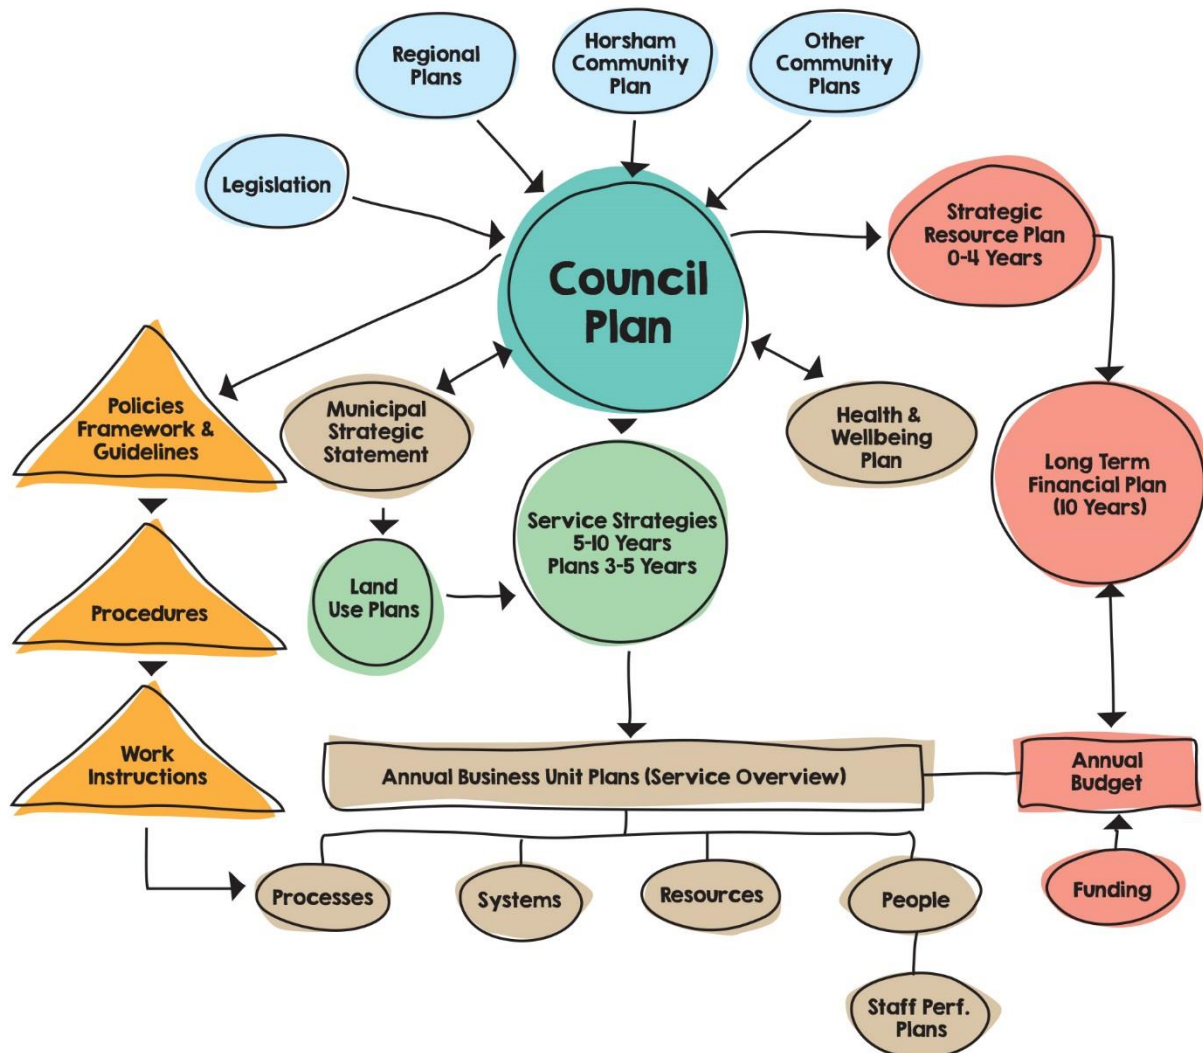 Regional
Plans
Horsham
Community
Plan
Other
Community
Plans
Legislation
Strategic
Resource Plan
0-4 Years
Council
Plan
Policies
Framework &
Guidelines
Municipal
Strategic
Statement
Health &
Wellbeing
Plan
Long Term
Financial Plan
(10 Years)
Service Strategies
5-10 Years
Plans 3-5 Years
Land
Use Plans
Procedures
Work
Instructions
Annual Business Unit Plans (Service Overview)
Annual
Budget
Processes
Systems
Resources
People
Funding
Staff Perf.
Plans